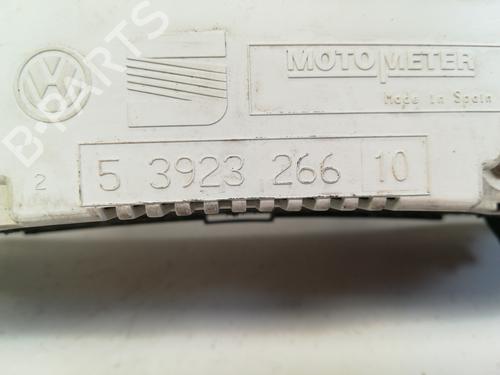 B-PARTS
MOTOMETER
Made in Spain
2
5 3923 266 10